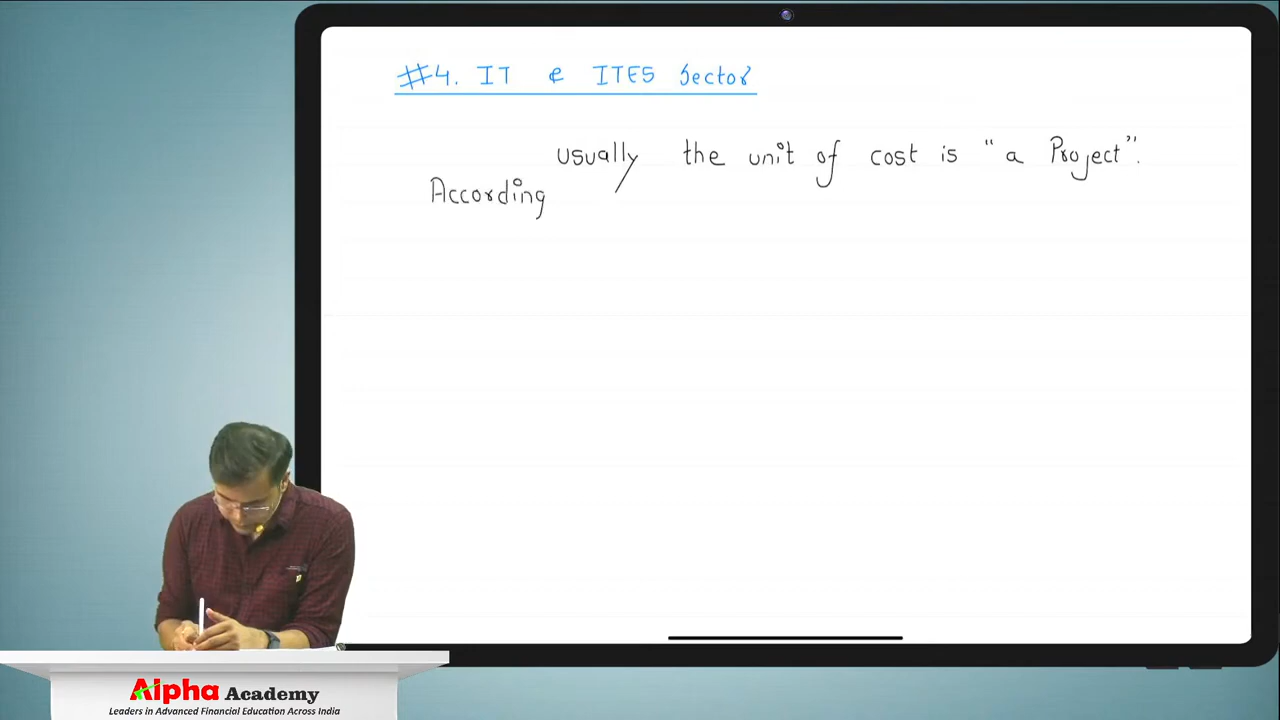 #4. IT & ITES Sector
usually the unit of cost is "a Project".
According
Alpha Academy
Leaders in Advanced Financial Education Across India